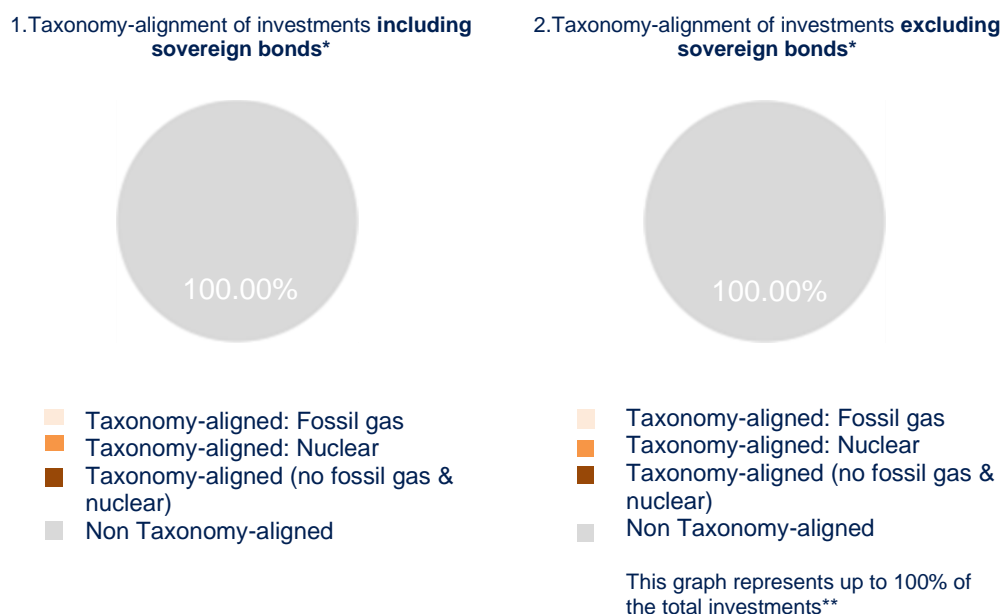 1.Taxonomy-alignment of investments including
sovereign bonds*
100.00%
Taxonomy-aligned: Fossil gas
Taxonomy-aligned: Nuclear
Taxonomy-aligned (no fossil gas &
nuclear)
Non Taxonomy-aligned
2.Taxonomy-alignment of investments excluding
sovereign bonds*
100.00%
Taxonomy-aligned: Fossil gas
Taxonomy-aligned: Nuclear
Taxonomy-aligned (no fossil gas &
nuclear)
Non Taxonomy-aligned
This graph represents up to 100% of
the total investments**